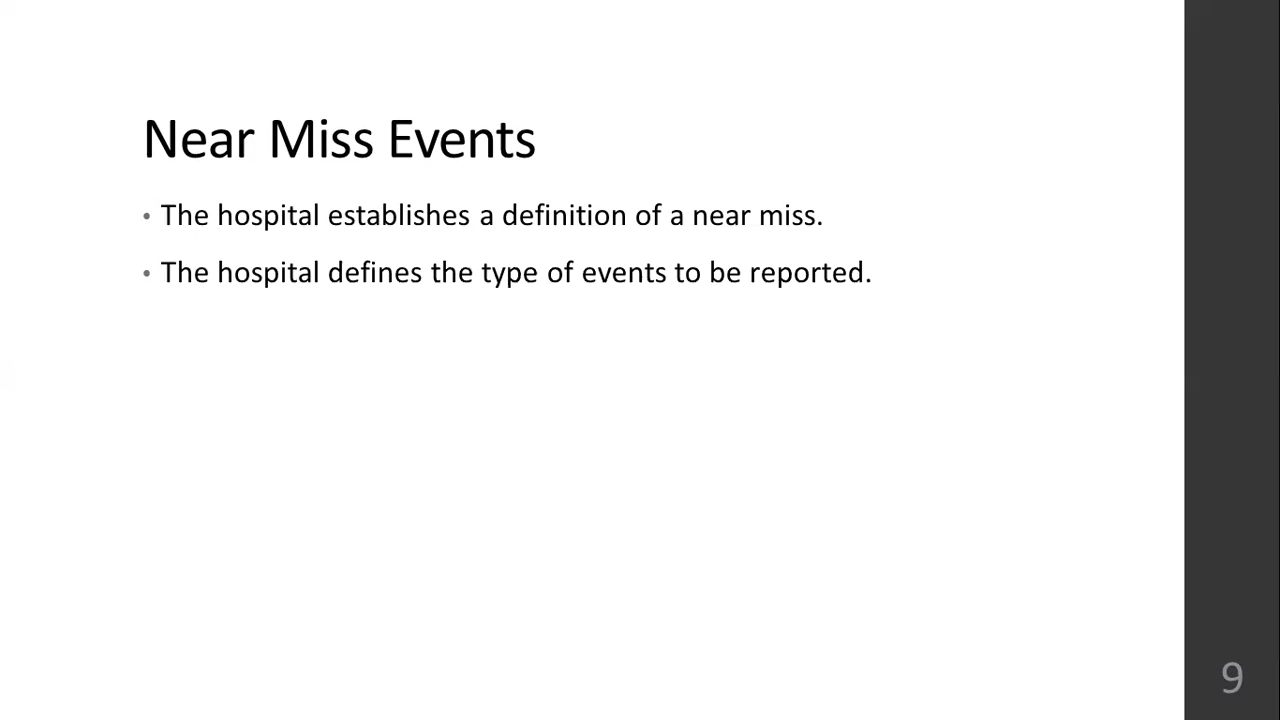 Near Miss Events
• The hospital establishes a definition of a near miss.
• The hospital defines the type of events to be reported.
9